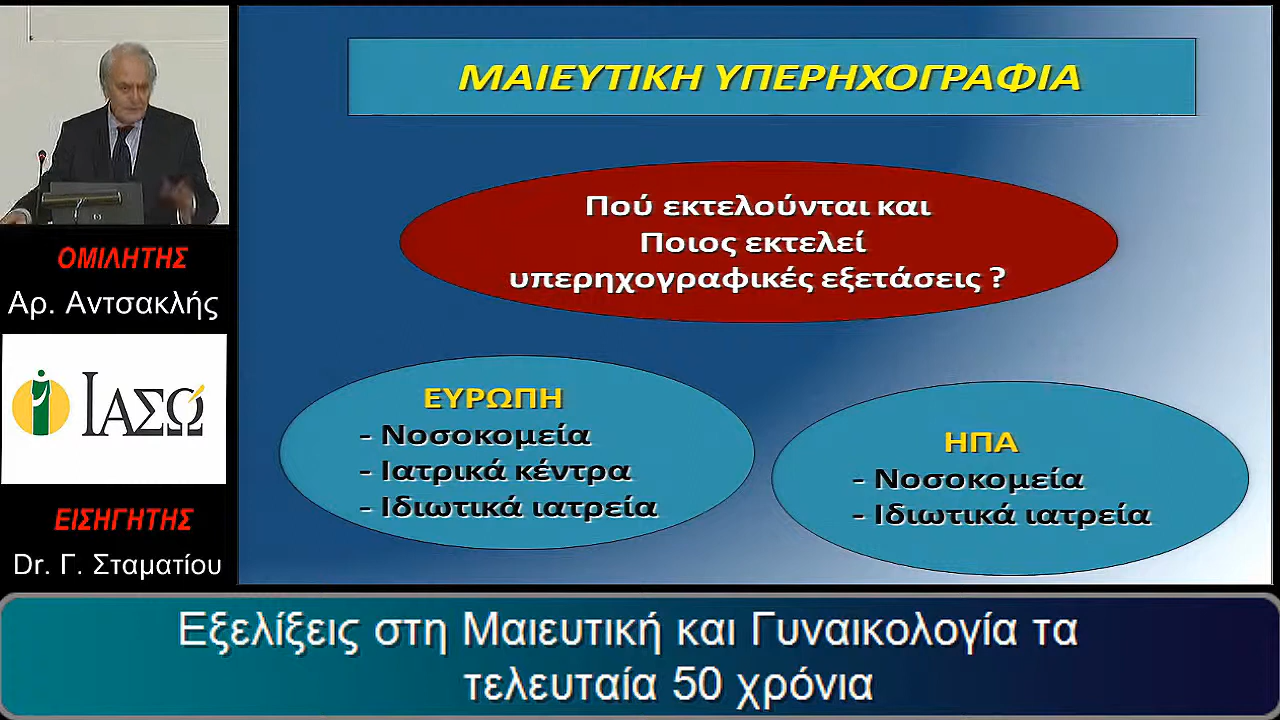 ΜΑΙΕΥΤΙΚΗ ΥΠΕΡΗΧΟΓΡΑΦΙΑ
Πού εκτελούνται και
Ποιος εκτελεί
υπερηχογραφικές εξετάσεις ?
ΕΥΡΩΠΗ
- Νοσοκομεία
- Ιατρικά κέντρα
- Ιδιωτικά ιατρεία
ΗΠΑ
- Νοσοκομεία
- Ιδιωτικά ιατρεία
ΟΜΙΛΗΤΗΣ
Αρ. Αντσακλής
ΙΑΣΩ
ΕΙΣΗΓΗΤΗΣ
Dr. Γ. Σταματίου
Εξελίξεις στη Μαιευτική και Γυναικολογία τα
τελευταία 50 χρόνια